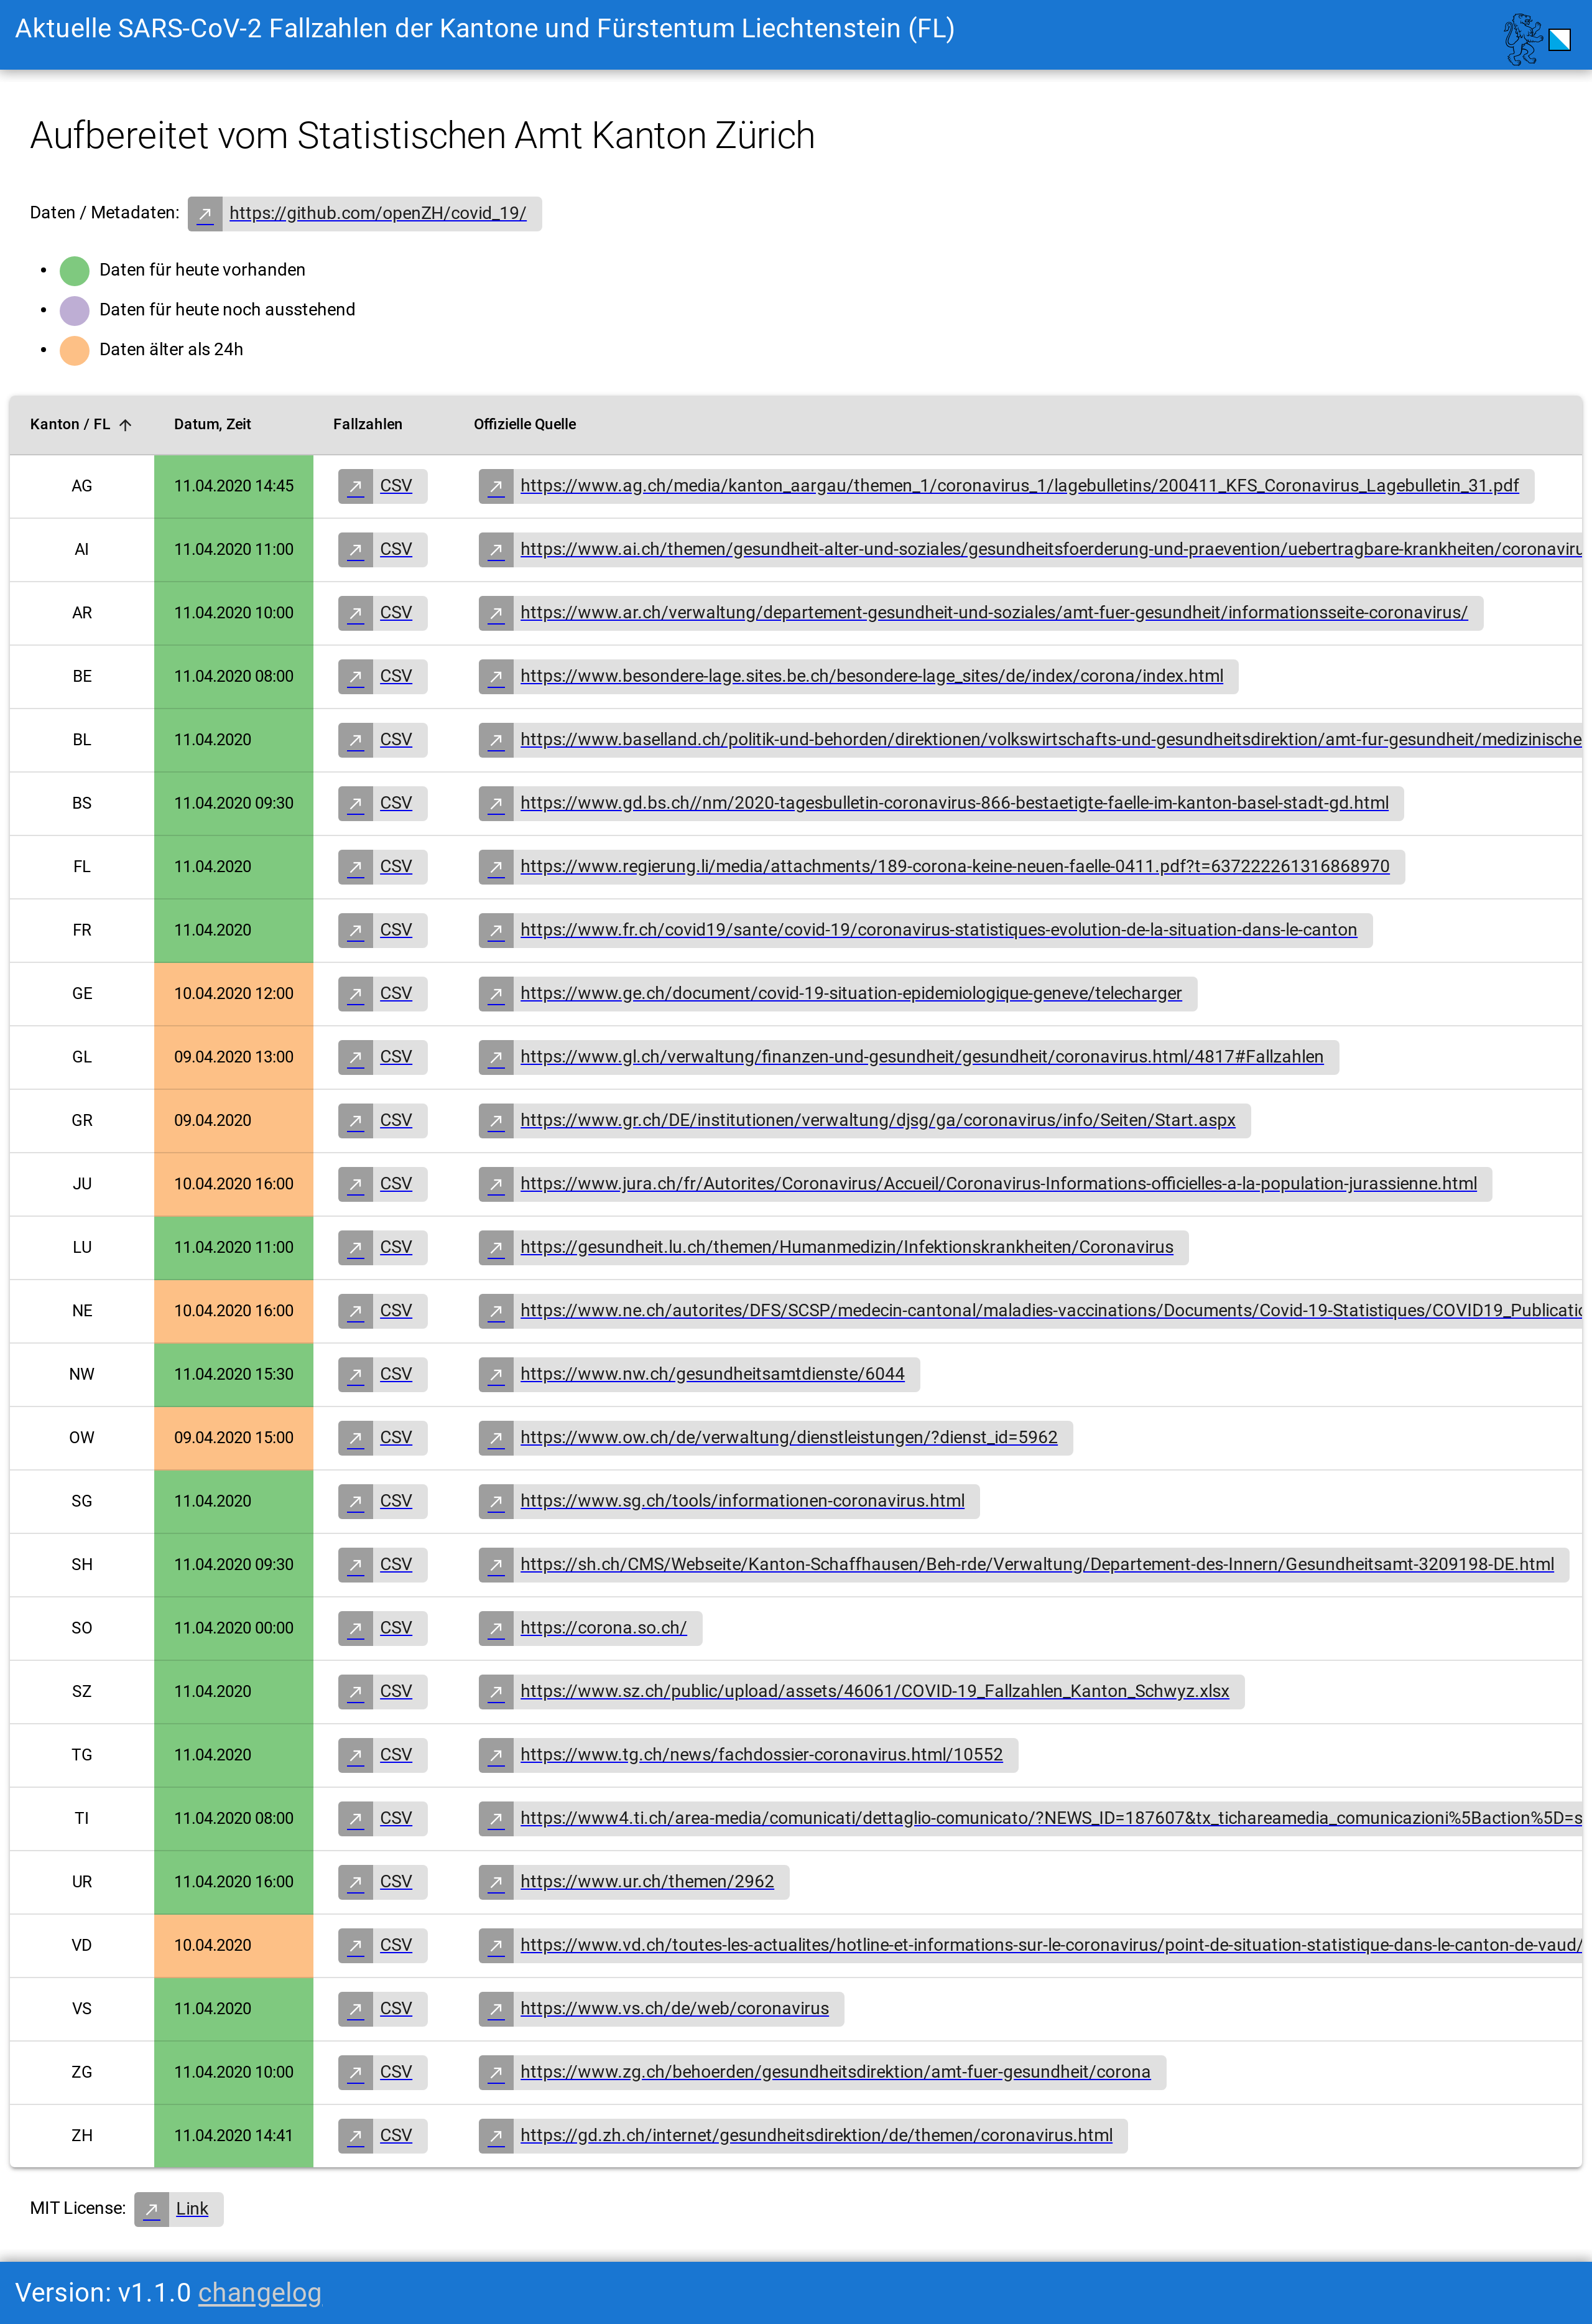 Aktuelle SARS-CoV-2 Fallzahlen der Kantone und Fürstentum Liechtenstein (FL)
Aufbereitet vom Statistischen Amt Kanton Zürich
Daten / Metadaten: https://github.com/openZH/covid_19/
Daten für heute vorhanden
Daten für heute noch ausstehend
Daten älter als 24h
Kanton / FL Datum, Zeit Fallzahlen Offizielle Quelle
AG 11.04.2020 14:45 CSV https://www.ag.ch/media/kanton_aargau/themen_1/coronavirus_1/lagebulletins/200411_KFS_Coronavirus_Lagebulletin_31.pdf
AI 11.04.2020 11:00 CSV https://www.ai.ch/themen/gesundheit-alter-und-soziales/gesundheitsfoerderung-und-praevention/uebertragbare-krankheiten/coronaviru
AR 11.04.2020 10:00 CSV https://www.ar.ch/verwaltung/departement-gesundheit-und-soziales/amt-fuer-gesundheit/informationsseite-coronavirus/
BE 11.04.2020 08:00 CSV https://www.besondere-lage.sites.be.ch/besondere-lage_sites/de/index/corona/index.html
BL 11.04.2020 CSV https://www.baselland.ch/politik-und-behorden/direktionen/volkswirtschafts-und-gesundheitsdirektion/amt-fur-gesundheit/medizinische
BS 11.04.2020 09:30 CSV https://www.gd.bs.ch//nm/2020-tagesbulletin-coronavirus-866-bestaetigte-faelle-im-kanton-basel-stadt-gd.html
FL 11.04.2020 CSV https://www.regierung.li/media/attachments/189-corona-keine-neuen-faelle-0411.pdf?t=637222261316868970
FR 11.04.2020 CSV https://www.fr.ch/covid19/sante/covid-19/coronavirus-statistiques-evolution-de-la-situation-dans-le-canton
GE 10.04.2020 12:00 CSV https://www.ge.ch/document/covid-19-situation-epidemiologique-geneve/telecharger
GL 09.04.2020 13:00 CSV https://www.gl.ch/verwaltung/finanzen-und-gesundheit/gesundheit/coronavirus.html/4817#Fallzahlen
GR 09.04.2020 CSV https://www.gr.ch/DE/institutionen/verwaltung/djsg/ga/coronavirus/info/Seiten/Start.aspx
JU 10.04.2020 16:00 CSV https://www.jura.ch/fr/Autorites/Coronavirus/Accueil/Coronavirus-Informations-officielles-a-la-population-jurassienne.html
LU 11.04.2020 11:00 CSV https://gesundheit.lu.ch/themen/Humanmedizin/Infektionskrankheiten/Coronavirus
NE 10.04.2020 16:00 CSV https://www.ne.ch/autorites/DFS/SCSP/medecin-cantonal/maladies-vaccinations/Documents/Covid-19-Statistiques/COVID19_Publicatio
NW 11.04.2020 15:30 CSV https://www.nw.ch/gesundheitsamtdienste/6044
OW 09.04.2020 15:00 CSV https://www.ow.ch/de/verwaltung/dienstleistungen/?dienst_id=5962
SG 11.04.2020 CSV https://www.sg.ch/tools/informationen-coronavirus.html
SH 11.04.2020 09:30 CSV https://sh.ch/CMS/Webseite/Kanton-Schaffhausen/Beh-rde/Verwaltung/Departement-des-Innern/Gesundheitsamt-3209198-DE.html
SO 11.04.2020 00:00 CSV https://corona.so.ch/
SZ 11.04.2020 CSV https://www.sz.ch/public/upload/assets/46061/COVID-19_Fallzahlen_Kanton_Schwyz.xlsx
TG 11.04.2020 CSV https://www.tg.ch/news/fachdossier-coronavirus.html/10552
TI 11.04.2020 08:00 CSV https://www4.ti.ch/area-media/comunicati/dettaglio-comunicato/?NEWS_ID=187607&tx_tichareamedia_comunicazioni%5Baction%5D=s
UR 11.04.2020 16:00 CSV https://www.ur.ch/themen/2962
VD 10.04.2020 CSV https://www.vd.ch/toutes-les-actualites/hotline-et-informations-sur-le-coronavirus/point-de-situation-statistique-dans-le-canton-de-vaud/
VS 11.04.2020 CSV https://www.vs.ch/de/web/coronavirus
ZG 11.04.2020 10:00 CSV https://www.zg.ch/behoerden/gesundheitsdirektion/amt-fuer-gesundheit/corona
ZH 11.04.2020 14:41 CSV https://gd.zh.ch/internet/gesundheitsdirektion/de/themen/coronavirus.html
MIT License: Link
Version: v1.1.0 changelog